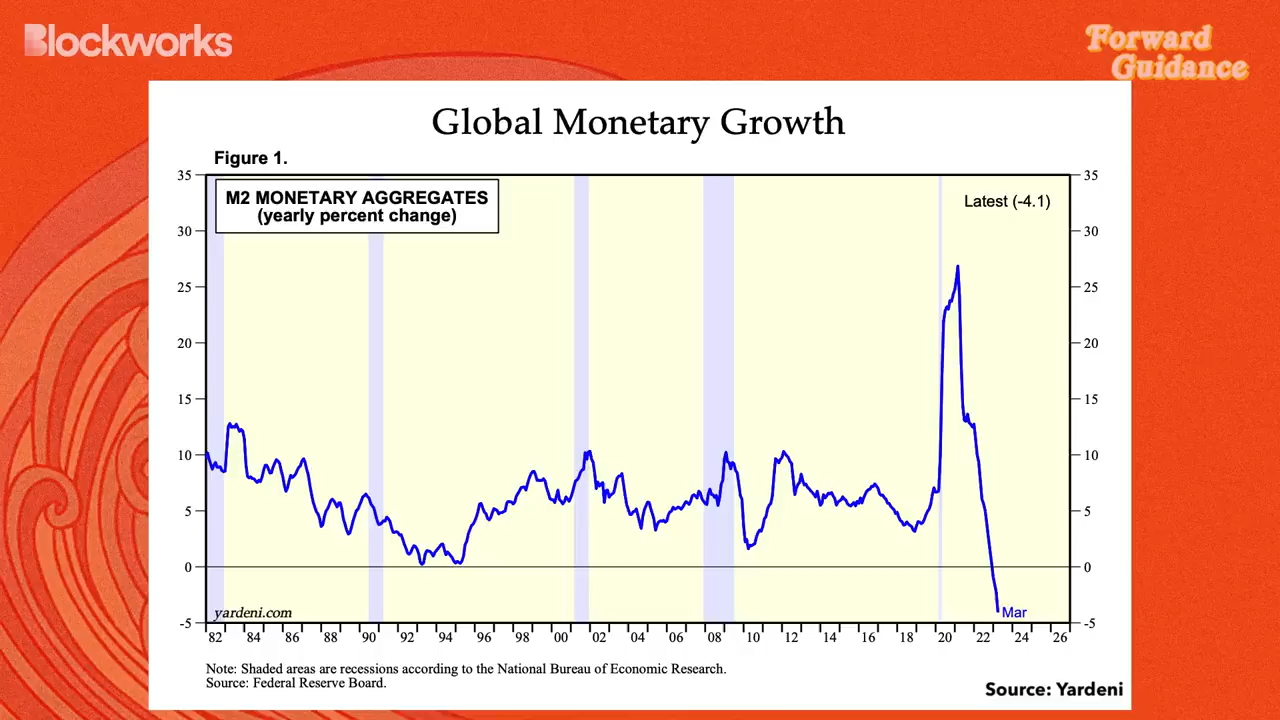 Blockworks
Forward
Guidance
Global Monetary Growth
Figure 1.
M2 MONETARY AGGREGATES
(yearly percent change)
Latest (-4.1)
35 35
30 30
25 25
20 20
15 15
10 10
5 5
0 0
-5 -5
yardeni.com
Mar
82 84 86 88 90 92 94 96 98 00 02 04 06 08 10 12 14 16 18 20 22 24 26
Note: Shaded areas are recessions according to the National Bureau of Economic Research.
Source: Federal Reserve Board.
Source: Yardeni